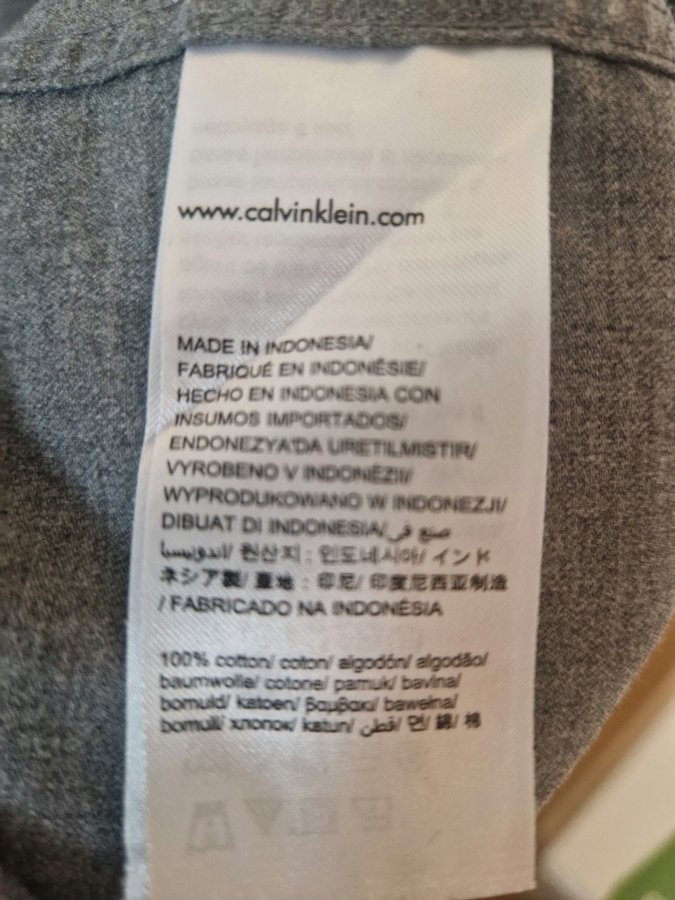 www.calvinklein.com
MADE IN INDONESIA/
FABRIQUÉ EN INDONÉSIE/
HECHO EN INDONESIA CON
INSUMOS IMPORTADOS/
ENDONEZYA'DA URETILMISTIR/
VYROBENO V INDONÉZII/
WYPRODUKOWANO W INDONEZJI/
DIBUAT DI INDONESIA/ صنع في
اندونيسيا/ 원산지 : 인도네시아/ インド
ネシア製/ 產地 : 印尼/ 印度尼西亚制造
/ FABRICADO NA INDONÉSIA
100% cotton/ coton/ algodón/ algodão/
baumwolle/ cotone/ pamuk/ bavlna/
bomuld/ katoen/ βαμβακι/ bawełna/
bomull/ хлопок/ katun/ قطن/ 면/ 綿/ 棉